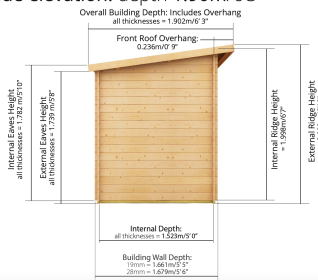 Overall Building Depth: Includes Overhang
all thicknesses = 1.902m/6' 3"
Front Roof Overhang:
0.236m/0' 9"
Internal Eaves Height
all thicknesses = 1.782 m/5'10"
External Eaves Height
all thicknesses = 1.739 m/5'8"
Internal Ridge Height
= 1.998m/6'7"
External Ridge Height
Internal Depth:
all thicknesses = 1.523m/5' 0"
Building Wall Depth:
19mm = 1.661m/5' 5"
28mm = 1.679m/5' 6"